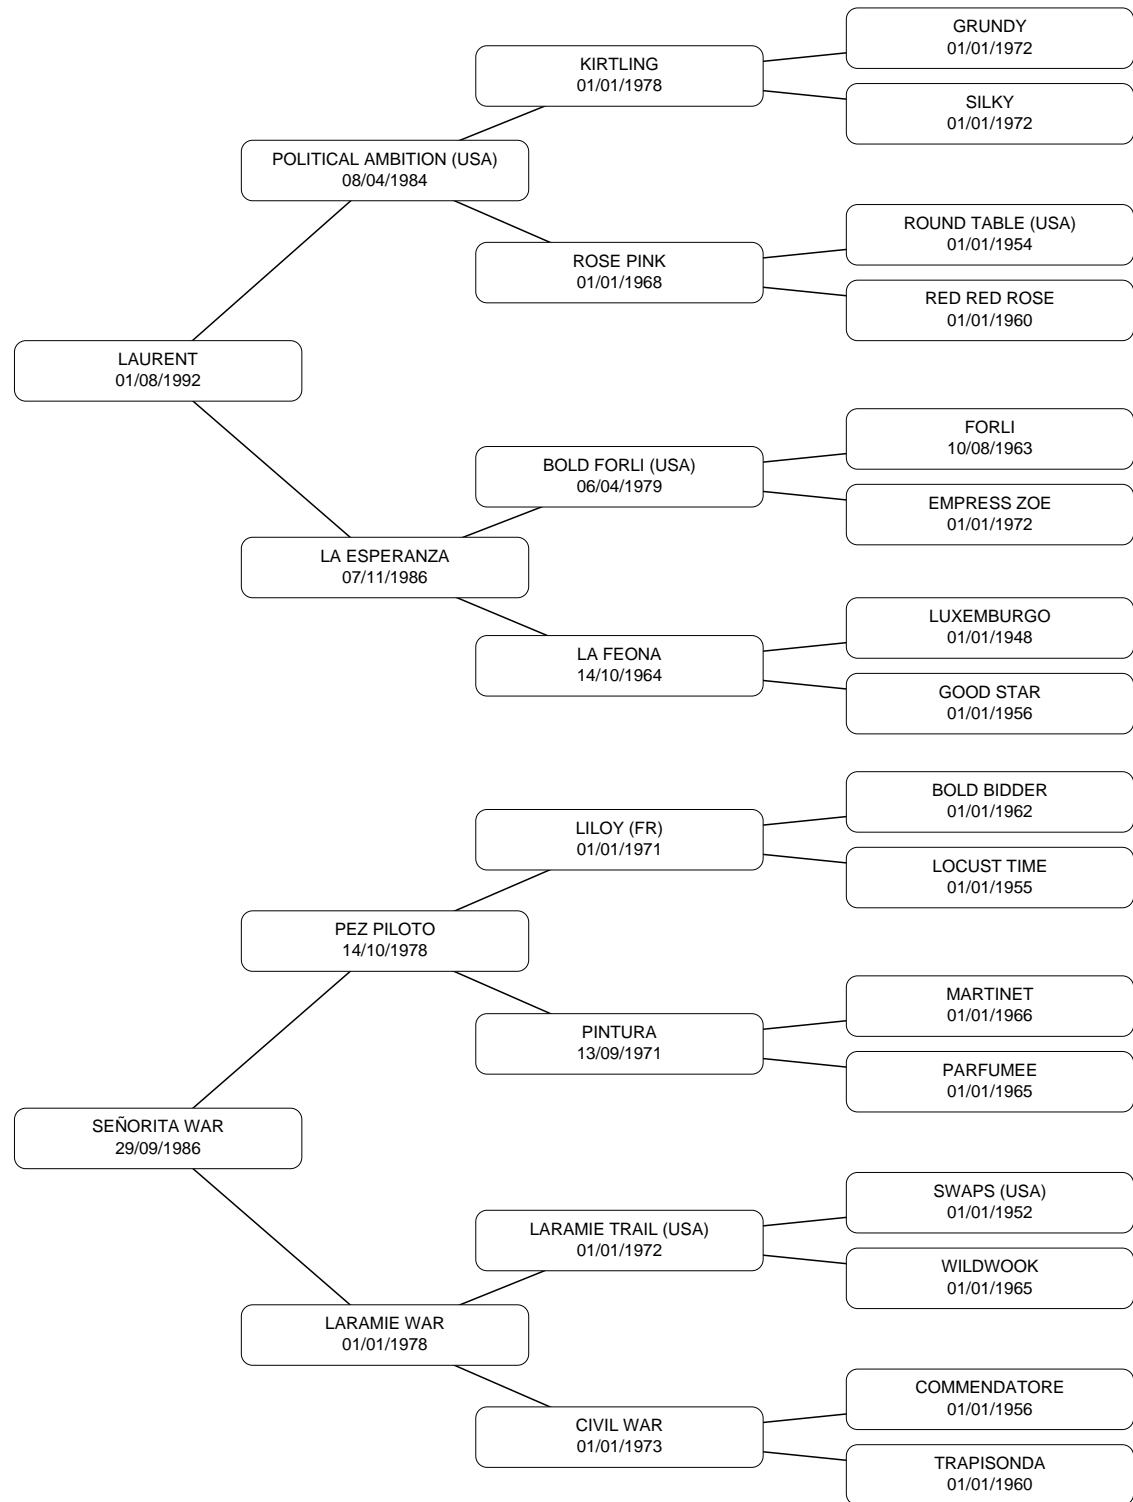 GRUNDY
01/01/1972
KIRTLING
01/01/1978
SILKY
01/01/1972
POLITICAL AMBITION (USA)
08/04/1984
ROUND TABLE (USA)
01/01/1954
ROSE PINK
01/01/1968
RED RED ROSE
01/01/1960
LAURENT
01/08/1992
FORLI
10/08/1963
BOLD FORLI (USA)
06/04/1979
EMPRESS ZOE
01/01/1972
LA ESPERANZA
07/11/1986
LUXEMBURGO
01/01/1948
LA FEONA
14/10/1964
GOOD STAR
01/01/1956
BOLD BIDDER
01/01/1962
LILOY (FR)
01/01/1971
LOCUST TIME
01/01/1955
PEZ PILOTO
14/10/1978
MARTINET
01/01/1966
PINTURA
13/09/1971
PARFUMEE
01/01/1965
SEÑORITA WAR
29/09/1986
SWAPS (USA)
01/01/1952
LARAMIE TRAIL (USA)
01/01/1972
WILDWOOK
01/01/1965
LARAMIE WAR
01/01/1978
COMMENDATORE
01/01/1956
CIVIL WAR
01/01/1973
TRAPISONDA
01/01/1960